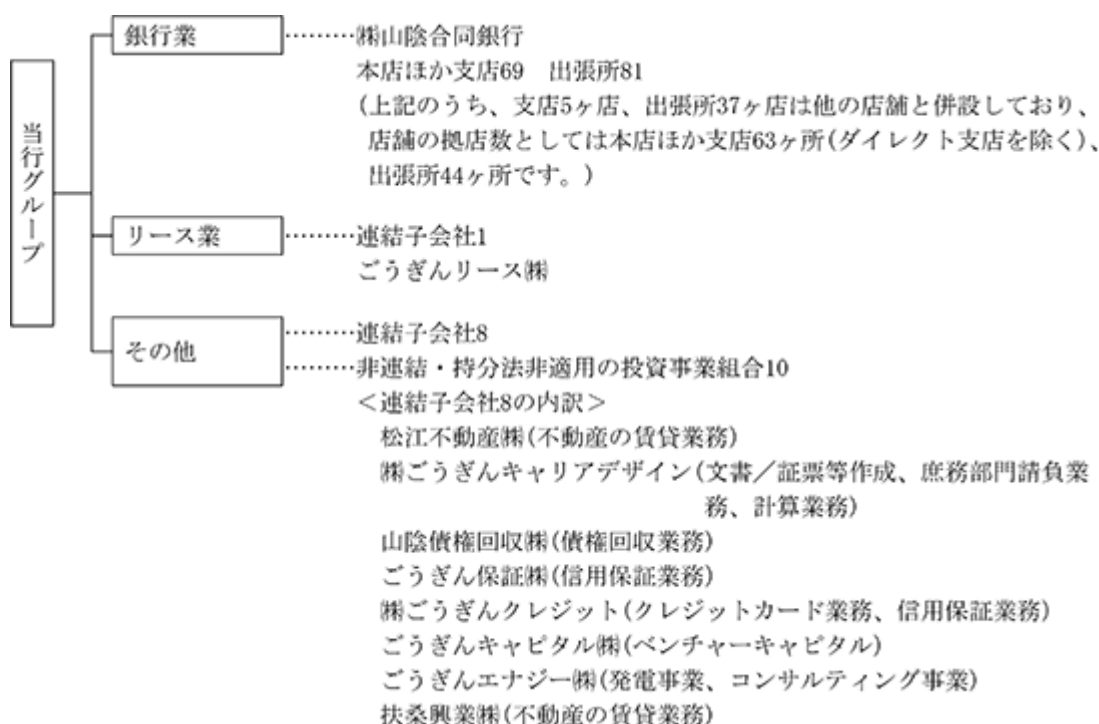 当行グループ
銀行業
………㈱山陰合同銀行
本店ほか支店69 出張所81
(上記のうち、支店5ヶ店、出張所37ヶ店は他の店舗と併設しており、
店舗の拠点数としては本店ほか支店63ヶ所(ダイレクト支店を除く)、
出張所44ヶ所です。)
リース業
………連結子会社1
ごうぎんリース㈱
その他
………連結子会社8
………非連結・持分法非適用の投資事業組合10
＜連結子会社8の内訳＞
松江不動産㈱(不動産の賃貸業務)
㈱ごうぎんキャリアデザイン(文書／証票等作成、庶務部門請負業
務、計算業務)
山陰債権回収㈱(債権回収業務)
ごうぎん保証㈱(信用保証業務)
㈱ごうぎんクレジット(クレジットカード業務、信用保証業務)
ごうぎんキャピタル㈱(ベンチャーキャピタル)
ごうぎんエナジー㈱(発電事業、コンサルティング事業)
扶桑興業㈱(不動産の賃貸業務)